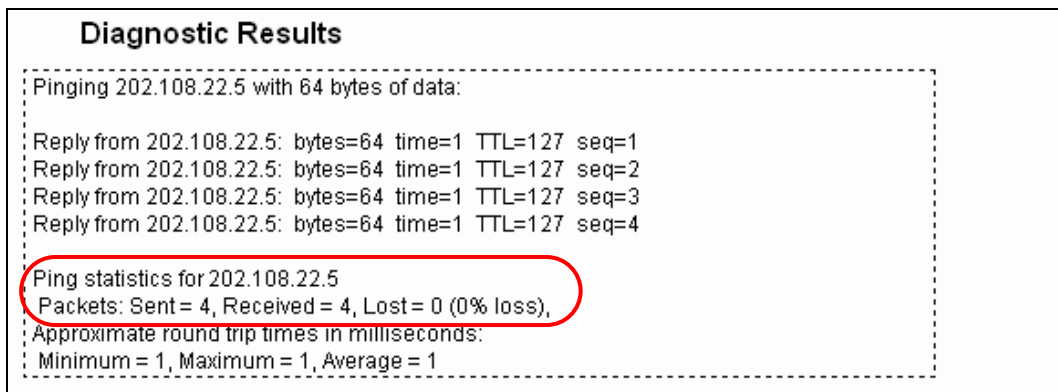 Diagnostic Results
Pinging 202.108.22.5 with 64 bytes of data:
Reply from 202.108.22.5: bytes=64 time=1 TTL=127 seq=1
Reply from 202.108.22.5: bytes=64 time=1 TTL=127 seq=2
Reply from 202.108.22.5: bytes=64 time=1 TTL=127 seq=3
Reply from 202.108.22.5: bytes=64 time=1 TTL=127 seq=4
Ping statistics for 202.108.22.5
Packets: Sent = 4, Received = 4, Lost = 0 (0% loss),
Approximate round trip times in milliseconds:
Minimum = 1, Maximum = 1, Average = 1